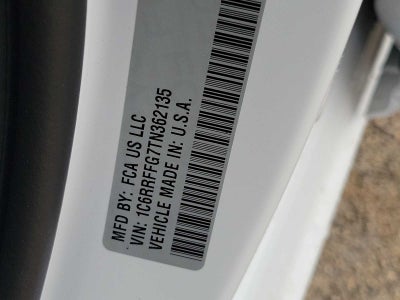 MFD BY: FCA US LLC
VIN: 1C6RRFFG7TN362135
VEHICLE MADE IN: U.S.A.